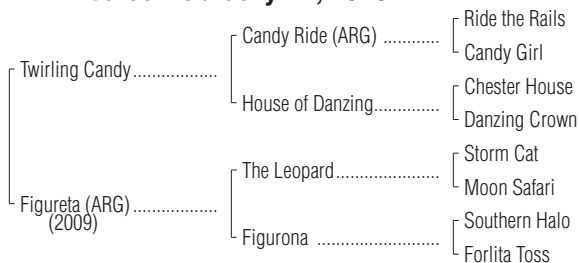 Ride the Rails
Candy Ride (ARG) ............
Candy Girl
Twirling Candy.................
Chester House
House of Danzing.............
Danzing Crown
Storm Cat
The Leopard.....................
Moon Safari
Figureta (ARG) .................
(2009)
Southern Halo
Figurona .........................
Forlita Toss